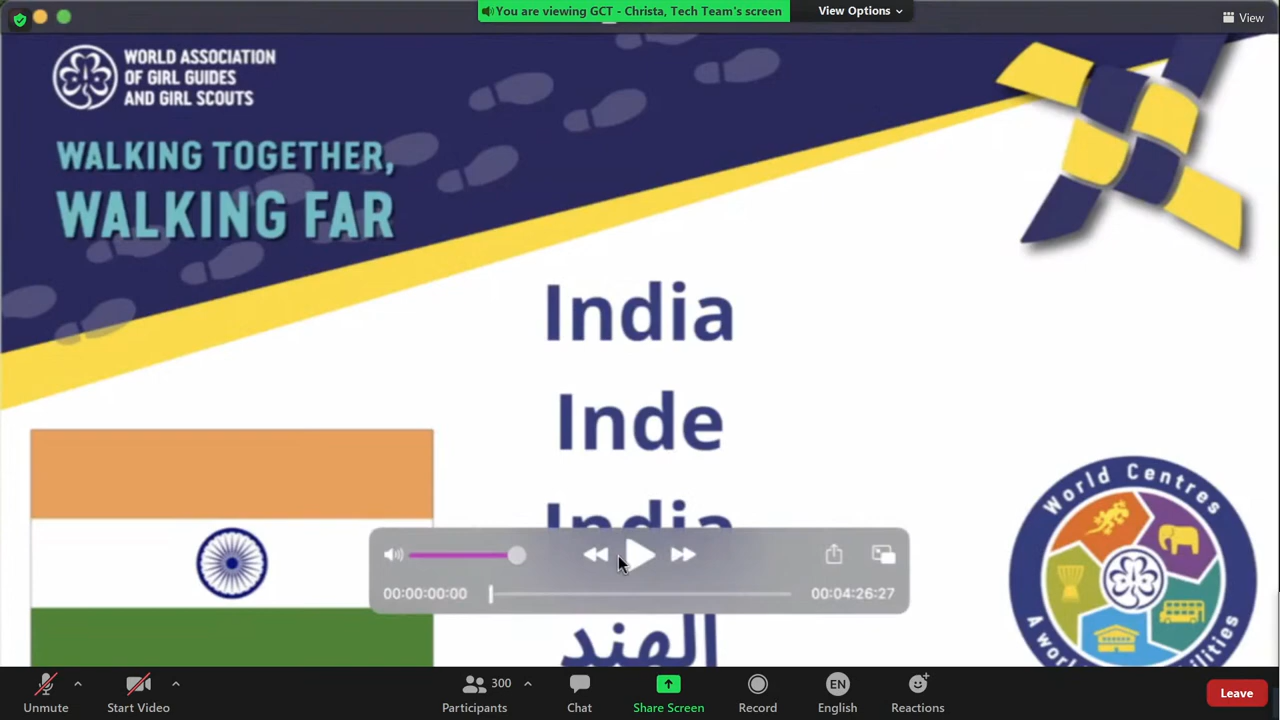 You are viewing GCT - Christa, Tech Team's screen
View Options
View
WORLD ASSOCIATION
OF GIRL GUIDES
AND GIRL SCOUTS
WALKING TOGETHER,
WALKING FAR
India
Inde
India
الهند
World Centres
00:00:00:00
00:04:26:27
Unmute
Start Video
300
Participants
Chat
Share Screen
Record
EN
English
Reactions
Leave